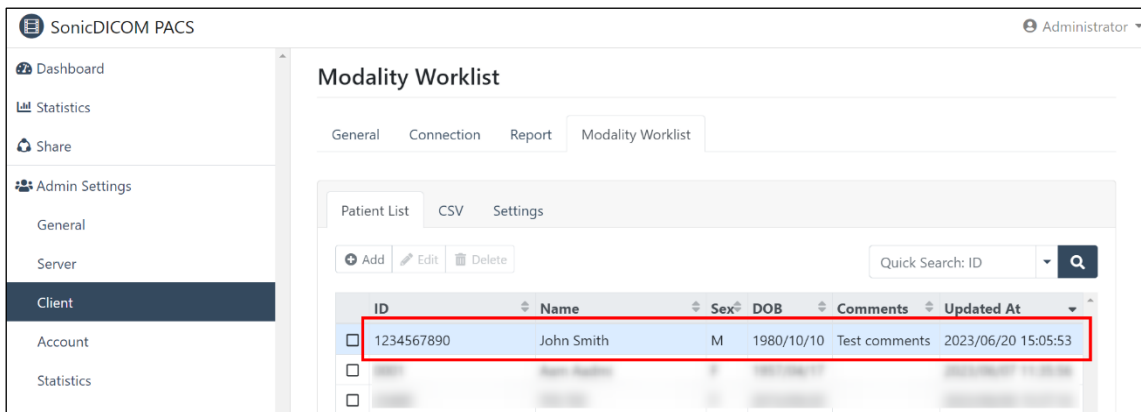 SonicDICOM PACS
Administrator
Dashboard
Statistics
Share
Admin Settings
General
Server
Client
Account
Statistics
Modality Worklist
General Connection Report Modality Worklist
Patient List CSV Settings
Add Edit Delete Quick Search: ID
ID Name Sex DOB Comments Updated At
1234567890 John Smith M 1980/10/10 Test comments 2023/06/20 15:05:53